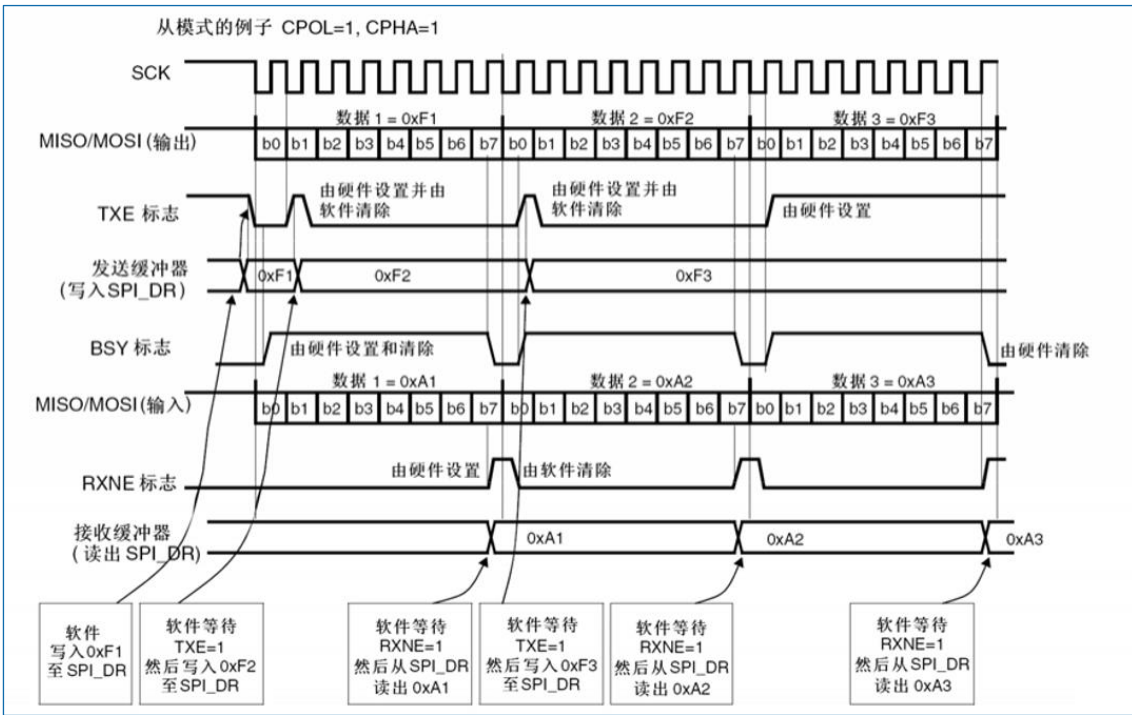 从模式的例子 CPOL=1, CPHA=1
SCK
数据 1 = 0xF1 数据 2 = 0xF2 数据 3 = 0xF3
MISO/MOSI (输出) b0 b1 b2 b3 b4 b5 b6 b7 b0 b1 b2 b3 b4 b5 b6 b7 b0 b1 b2 b3 b4 b5 b6 b7
TXE 标志
由硬件设置并由
软件清除
由硬件设置并由
软件清除
由硬件设置
发送缓冲器
(写入SPI_DR)
0xF1 0xF2 0xF3
BSY 标志
由硬件设置和清除
由硬件清除
数据 1 = 0xA1 数据 2 = 0xA2 数据 3 = 0xA3
MISO/MOSI (输入) b0 b1 b2 b3 b4 b5 b6 b7 b0 b1 b2 b3 b4 b5 b6 b7 b0 b1 b2 b3 b4 b5 b6 b7
RXNE 标志
由硬件设置
由软件清除
接收缓冲器
( 读出 SPI_DR)
0xA1 0xA2 0xA3
软件
写入0xF1
至SPI_DR
软件等待
TXE=1
然后写入0xF2
至SPI_DR
软件等待
RXNE=1
然后从SPI_DR
读出 0xA1
软件等待
TXE=1
然后写入0xF3
至SPI_DR
软件等待
RXNE=1
然后从SPI_DR
读出 0xA2
软件等待
RXNE=1
然后从SPI_DR
读出 0xA3